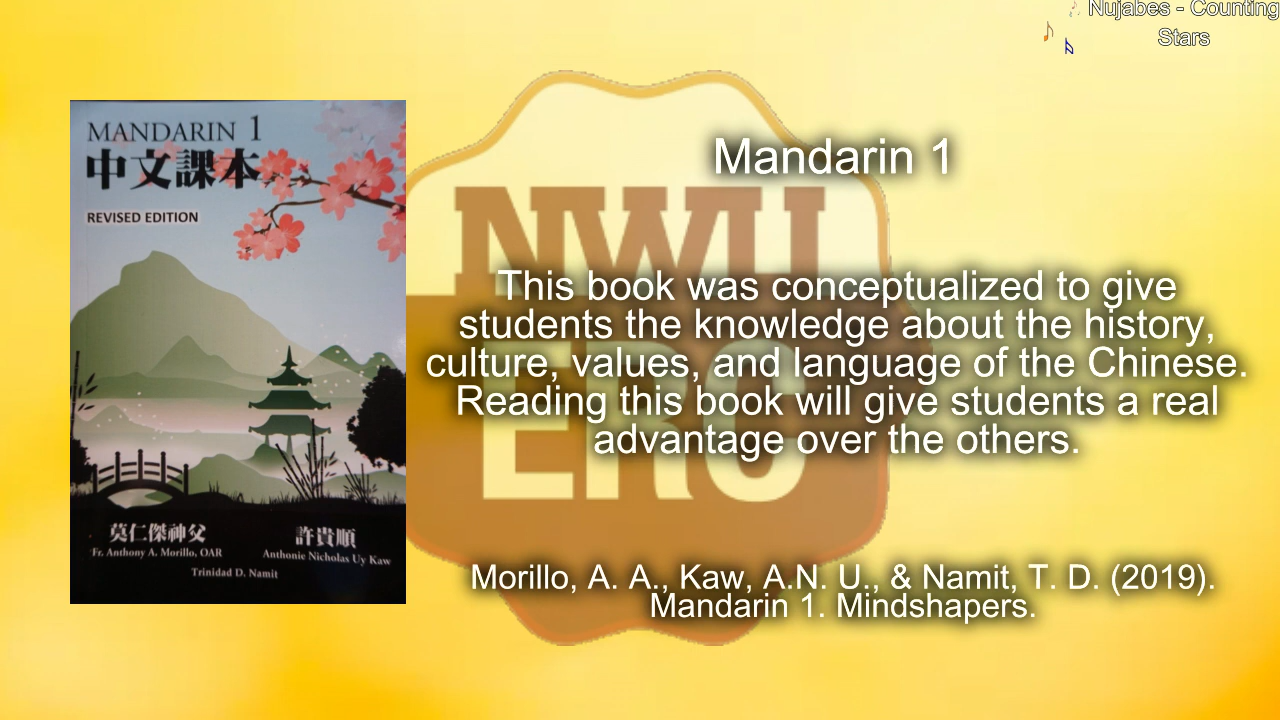 Nujabes - Counting
Stars
MANDARIN 1
中文課本
REVISED EDITION
莫仁傑神父
許貴順
Fr. Anthony A. Morillo, OAR
Anthonie Nicholas Uy Kaw
Trinidad D. Namit
NWU
ERC
Mandarin 1
This book was conceptualized to give
students the knowledge about the history,
culture, values, and language of the Chinese.
Reading this book will give students a real
advantage over the others.
Morillo, A. A., Kaw, A.N. U., & Namit, T. D. (2019).
Mandarin 1. Mindshapers.